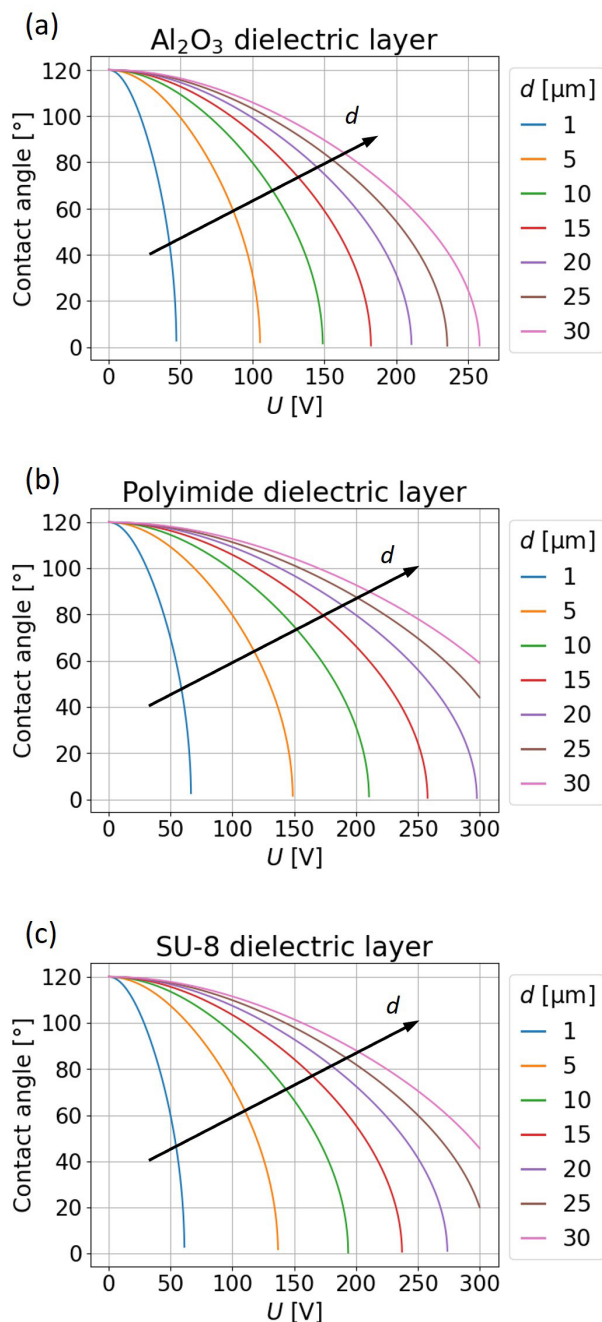 (a)
Al₂O₃ dielectric layer
Contact angle [°]
120
100
80
60
40
20
0
d
0 50 100 150 200 250
U [V]
d [µm]
1
5
10
15
20
25
30
(b)
Polyimide dielectric layer
Contact angle [°]
120
100
80
60
40
20
0
d
0 50 100 150 200 250 300
U [V]
d [µm]
1
5
10
15
20
25
30
(c)
SU-8 dielectric layer
Contact angle [°]
120
100
80
60
40
20
0
d
0 50 100 150 200 250 300
U [V]
d [µm]
1
5
10
15
20
25
30